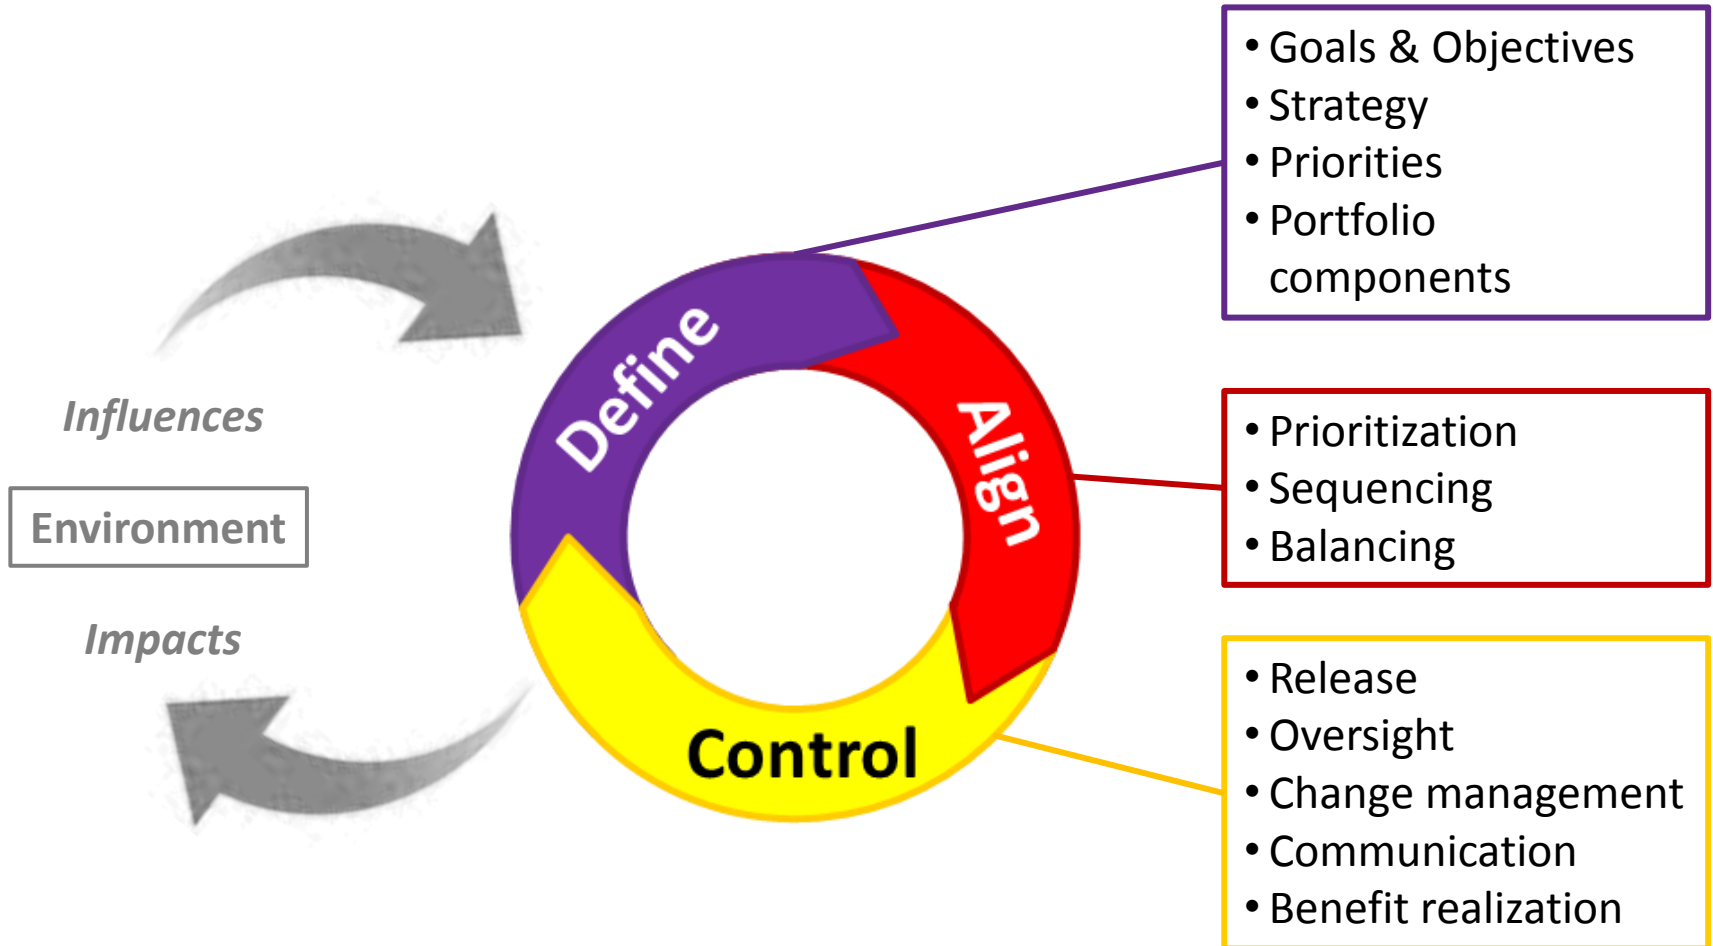 Influences
Environment
Impacts
Define
Align
Control
• Goals & Objectives
• Strategy
• Priorities
• Portfolio
components
• Prioritization
• Sequencing
• Balancing
• Release
• Oversight
• Change management
• Communication
• Benefit realization